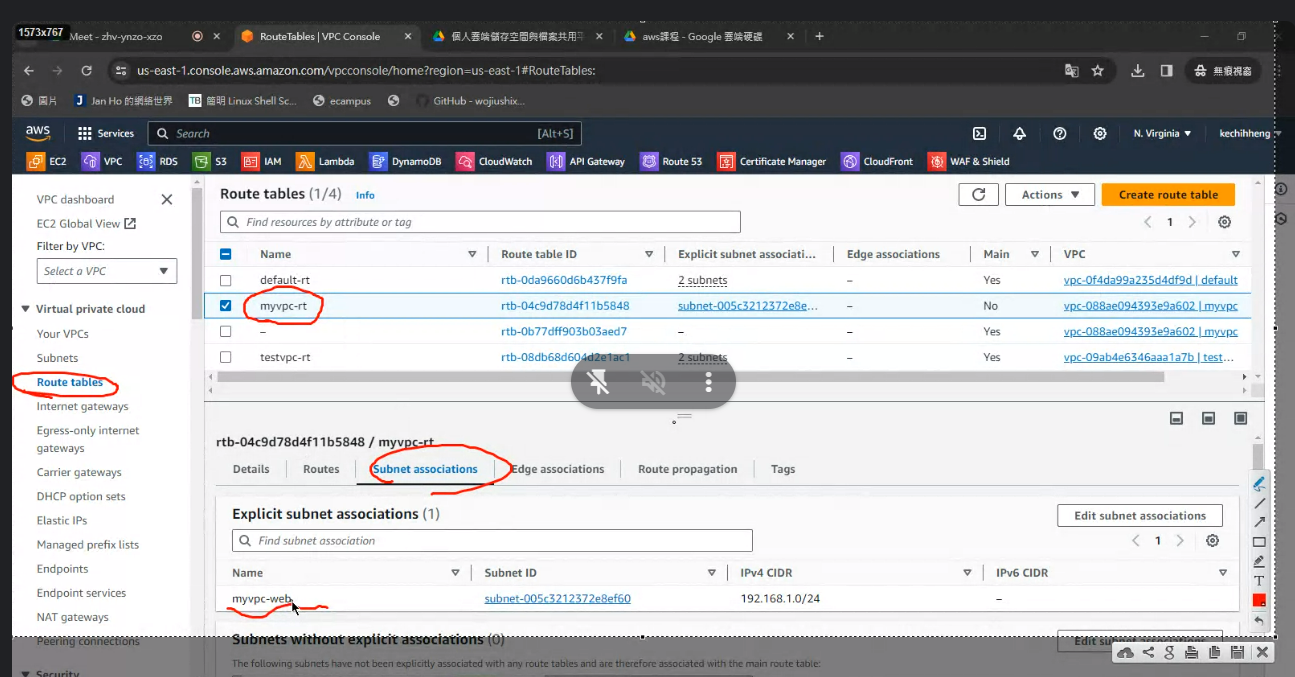 1573x767
Meet - zhv-ynzo-xzo
RouteTables | VPC Console
個人雲端儲存空間與檔案共用平
aws課程 - Google 雲端硬碟
us-east-1.console.aws.amazon.com/vpcconsole/home?region=us-east-1#RouteTables:
無痕視窗
圖片
Jan Ho 的網絡世界
TB 簡明 Linux Shell Sc...
ecampus
GitHub - wojiushix...
aws
Services
Search
[Alt+S]
N. Virginia
kechihheng
EC2
VPC
RDS
S3
IAM
Lambda
DynamoDB
CloudWatch
API Gateway
Route 53
Certificate Manager
CloudFront
WAF & Shield
VPC dashboard
EC2 Global View
Filter by VPC:
Select a VPC
Virtual private cloud
Your VPCs
Subnets
Route tables
Internet gateways
Egress-only internet
gateways
Carrier gateways
DHCP option sets
Elastic IPs
Managed prefix lists
Endpoints
Endpoint services
NAT gateways
Peering connections
Security
Route tables (1/4) Info
Actions
Create route table
Find resources by attribute or tag
1
Name Route table ID Explicit subnet associati... Edge associations Main VPC
default-rt rtb-0da9660d6b437f9fa 2 subnets – Yes vpc-0f4da99a235d4df9d | default
myvpc-rt rtb-04c9d78d4f11b5848 subnet-005c3212372e8e... – No vpc-088ae094393e9a602 | myvpc
– rtb-0b77dff903b03aed7 – – Yes vpc-088ae094393e9a602 | myvpc
testvpc-rt rtb-08db68d604d2e1ac1 2 subnets – Yes vpc-09ab4e6346aaa1a7b | test...
rtb-04c9d78d4f11b5848 / myvpc-rt
Details Routes Subnet associations Edge associations Route propagation Tags
Explicit subnet associations (1)
Edit subnet associations
Find subnet association
1
Name Subnet ID IPv4 CIDR IPv6 CIDR
myvpc-web subnet-005c3212372e8ef60 192.168.1.0/24 –
Subnets without explicit associations (0)
Edit subnet associations
The following subnets have not been explicitly associated with any route tables and are therefore associated with the main route table: